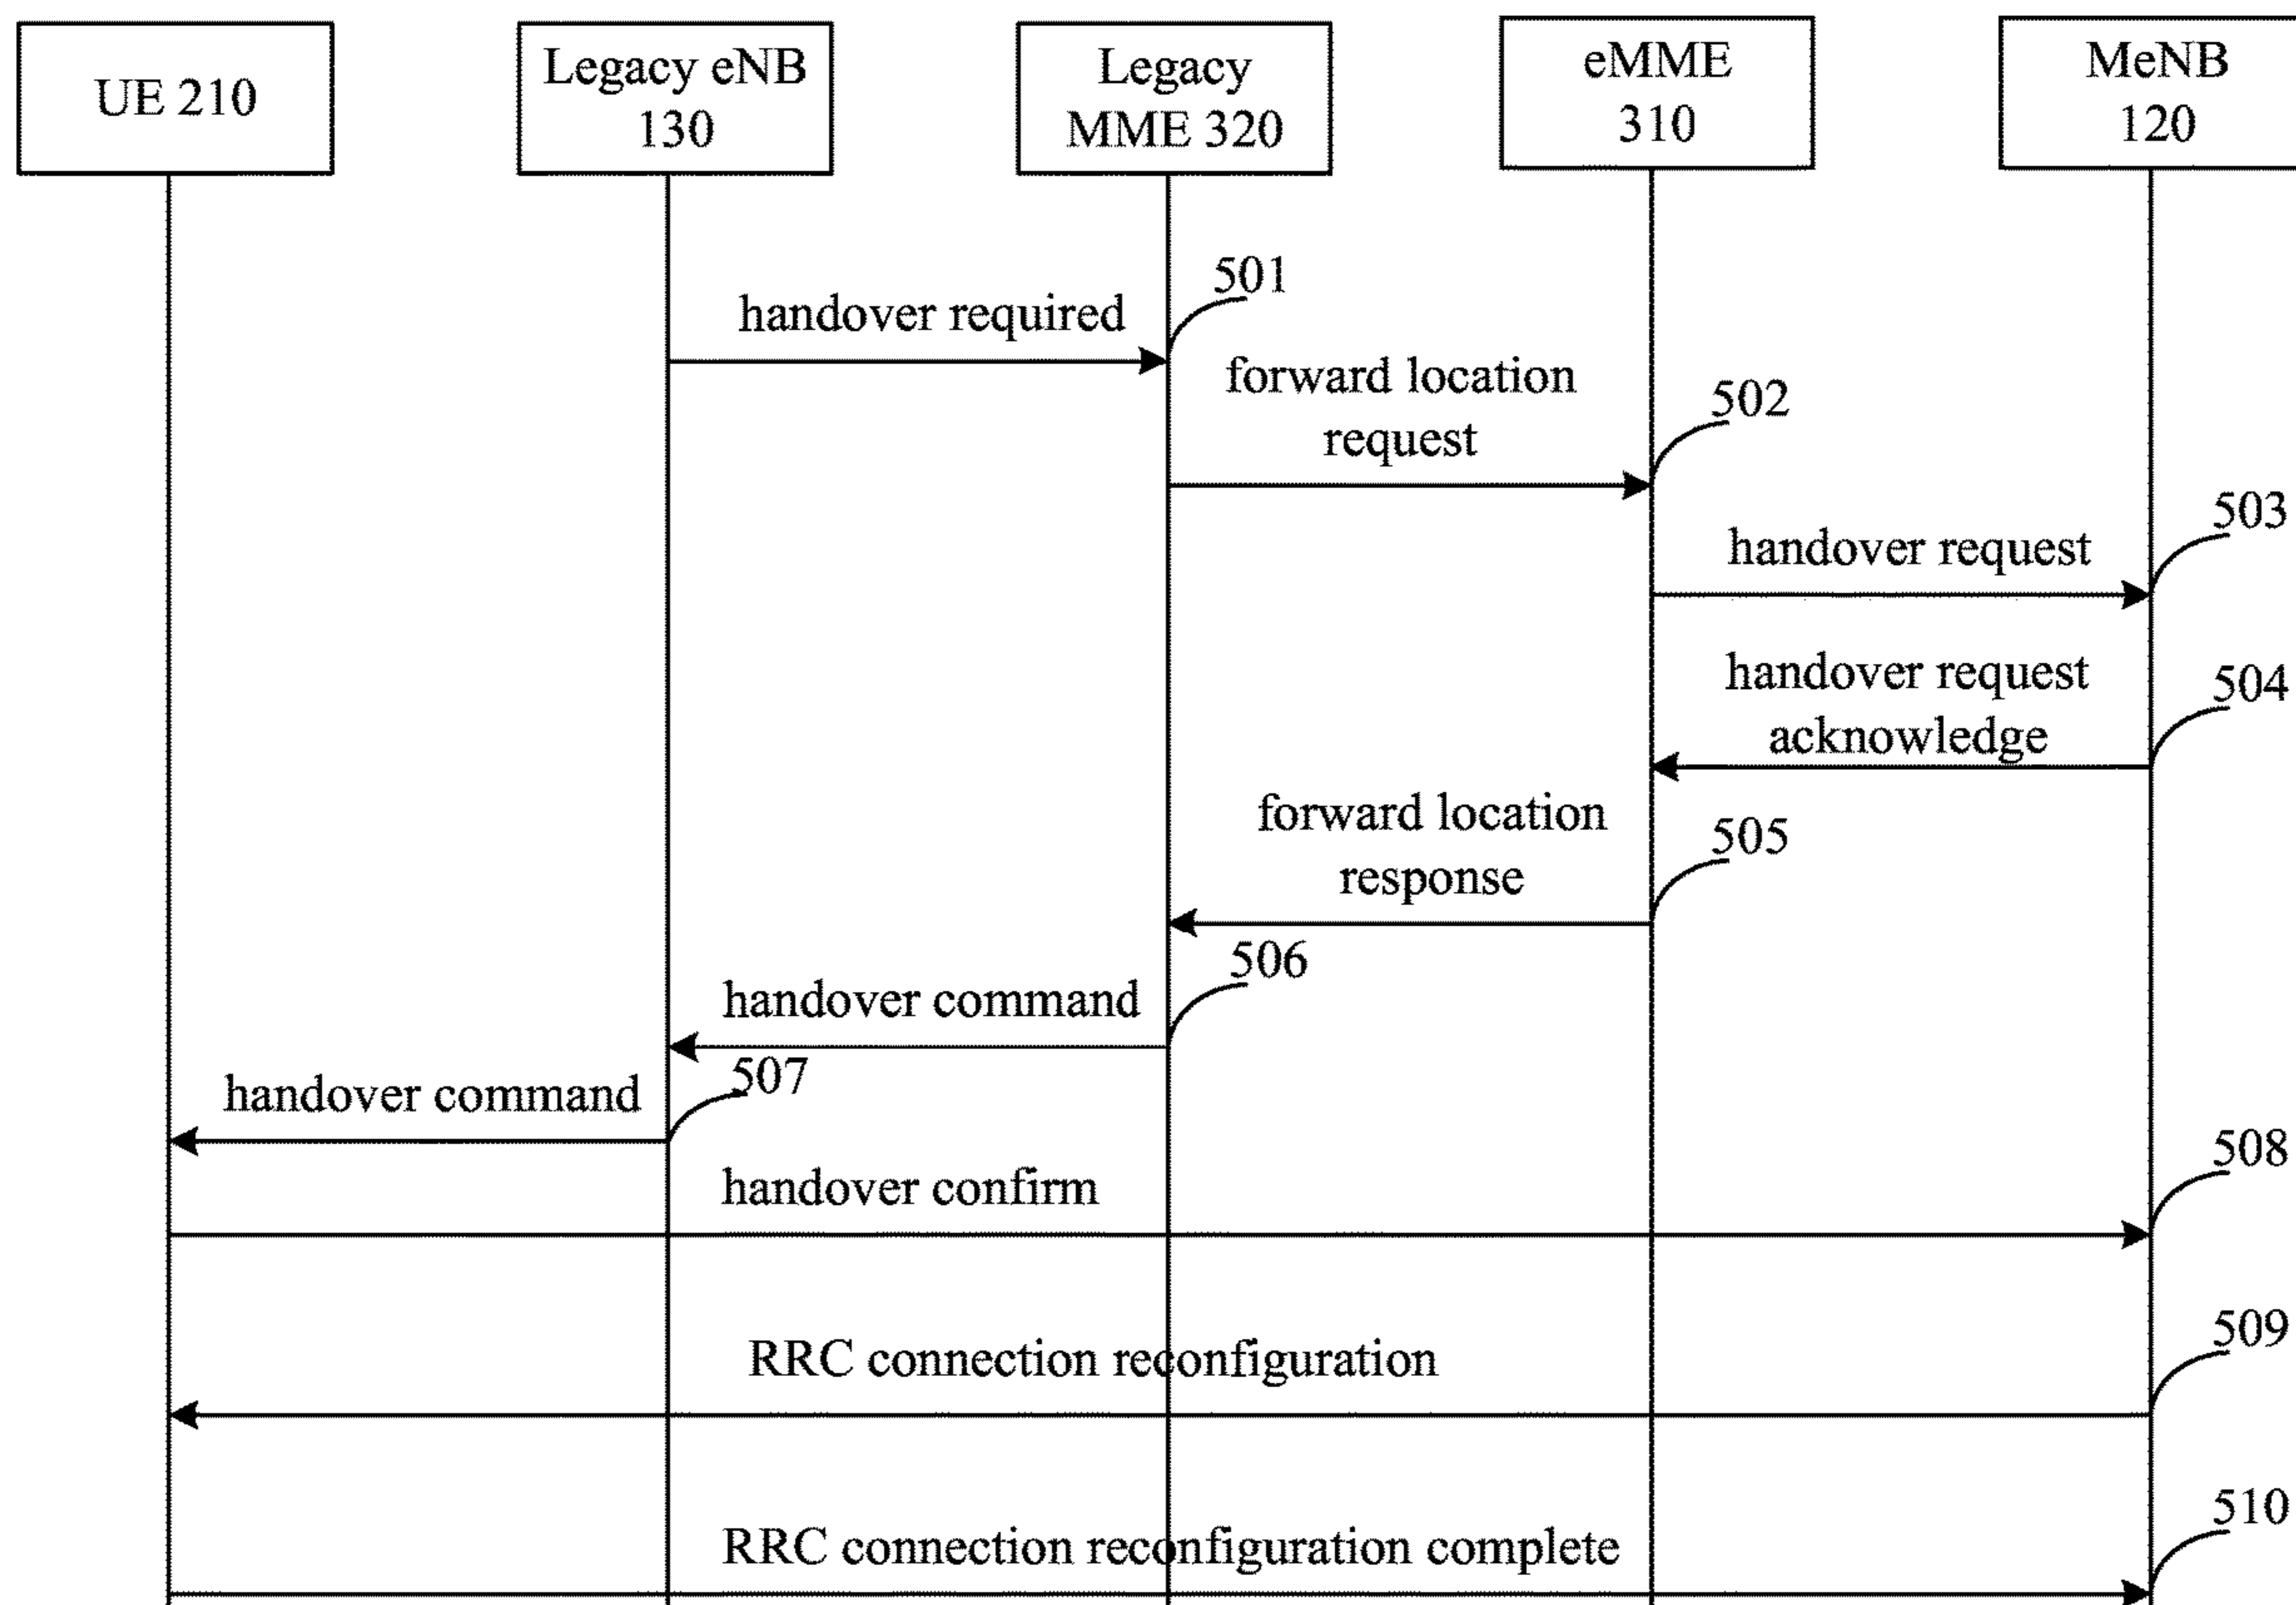 UE 210
Legacy eNB
130
Legacy
MME 320
eMME
310
MeNB
120
501
handover required
forward location
request
502
503
handover request
handover request
acknowledge
504
forward location
response
505
506
handover command
507
handover command
508
handover confirm
509
RRC connection reconfiguration
510
RRC connection reconfiguration complete